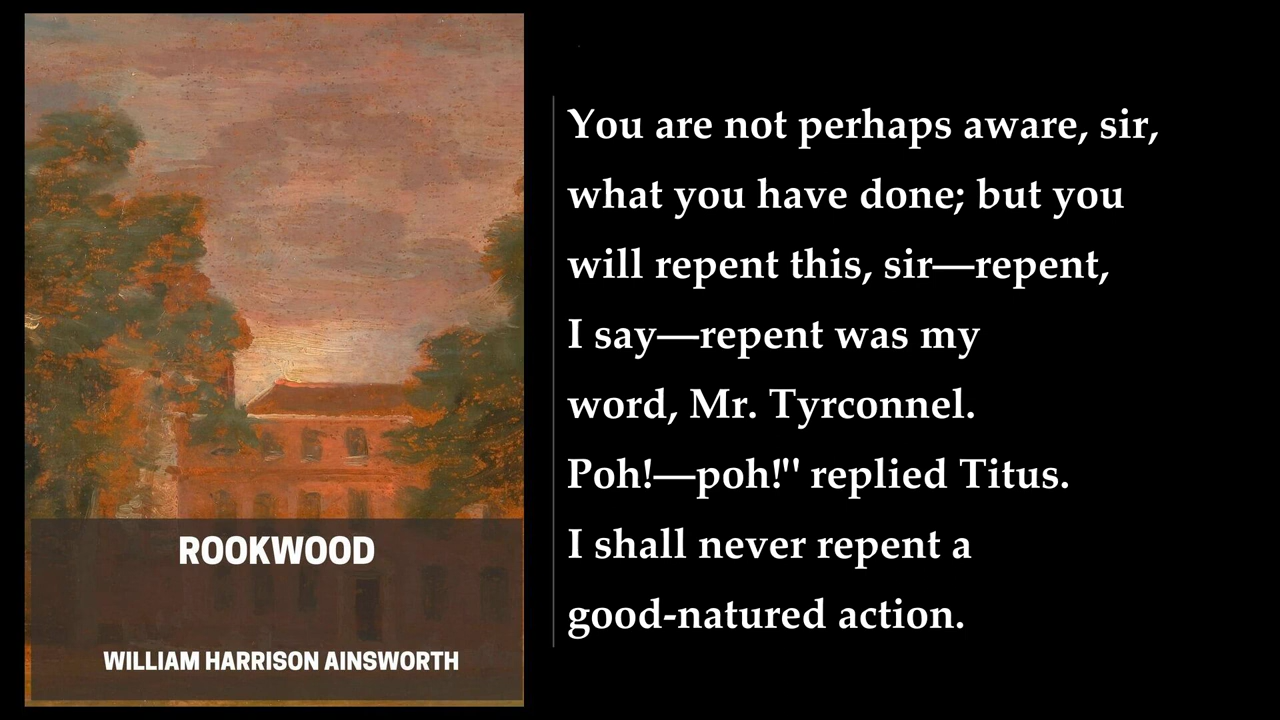 ROOKWOOD
WILLIAM HARRISON AINSWORTH
You are not perhaps aware, sir,
what you have done; but you
will repent this, sir—repent,
I say—repent was my
word, Mr. Tyrconnel.
Poh!—poh!" replied Titus.
I shall never repent a
good-natured action.